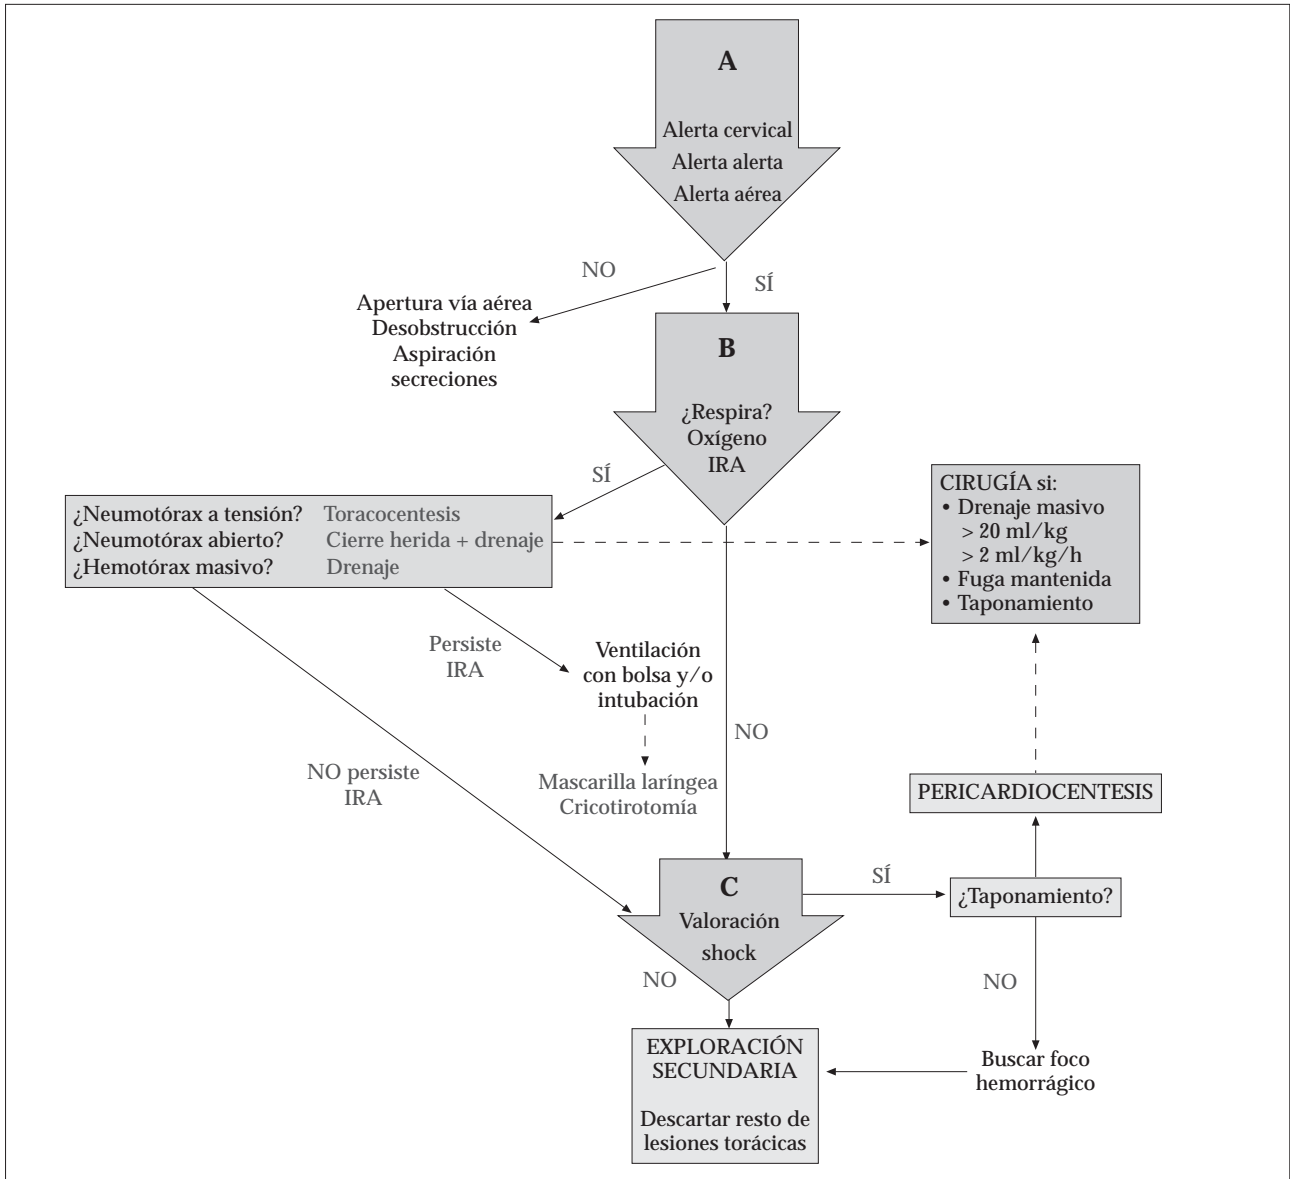 A
Alerta cervical
Alerta alerta
Alerta aérea
NO
SÍ
Apertura vía aérea
Desobstrucción
Aspiración
secreciones
B
¿Respira?
Oxígeno
IRA
SÍ
¿Neumotórax a tensión? Toracocentesis
¿Neumotórax abierto? Cierre herida + drenaje
¿Hemotórax masivo? Drenaje
CIRUGÍA si:
• Drenaje masivo
> 20 ml/kg
> 2 ml/kg/h
• Fuga mantenida
• Taponamiento
Persiste
IRA
Ventilación
con bolsa y/o
intubación
NO
NO persiste
IRA
Mascarilla laríngea
Cricotirotomía
PERICARDIOCENTESIS
C
Valoración
shock
SÍ
¿Taponamiento?
NO
NO
EXPLORACIÓN
SECUNDARIA
Descartar resto de
lesiones torácicas
Buscar foco
hemorrágico